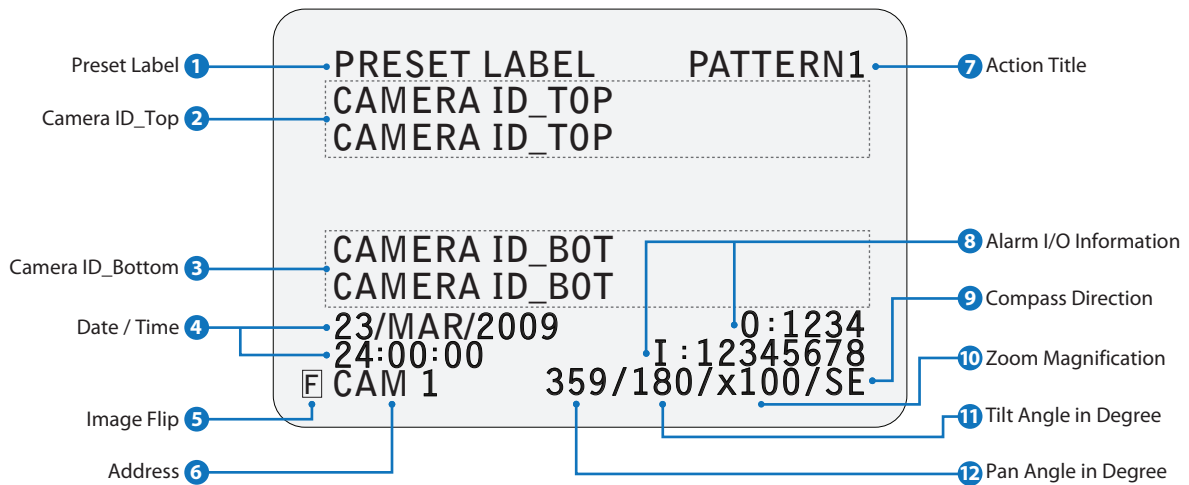 Preset Label 1
PRESET LABEL PATTERN1
7 Action Title
Camera ID_Top 2
CAMERA ID_TOP
CAMERA ID_TOP
Camera ID_Bottom 3
CAMERA ID_BOT
CAMERA ID_BOT
8 Alarm I/O Information
9 Compass Direction
Date / Time 4
23/MAR/2009 O:1234
24:00:00 I:12345678
10 Zoom Magnification
F CAM 1 359/180/x100/SE
Image Flip 5
11 Tilt Angle in Degree
Address 6
12 Pan Angle in Degree